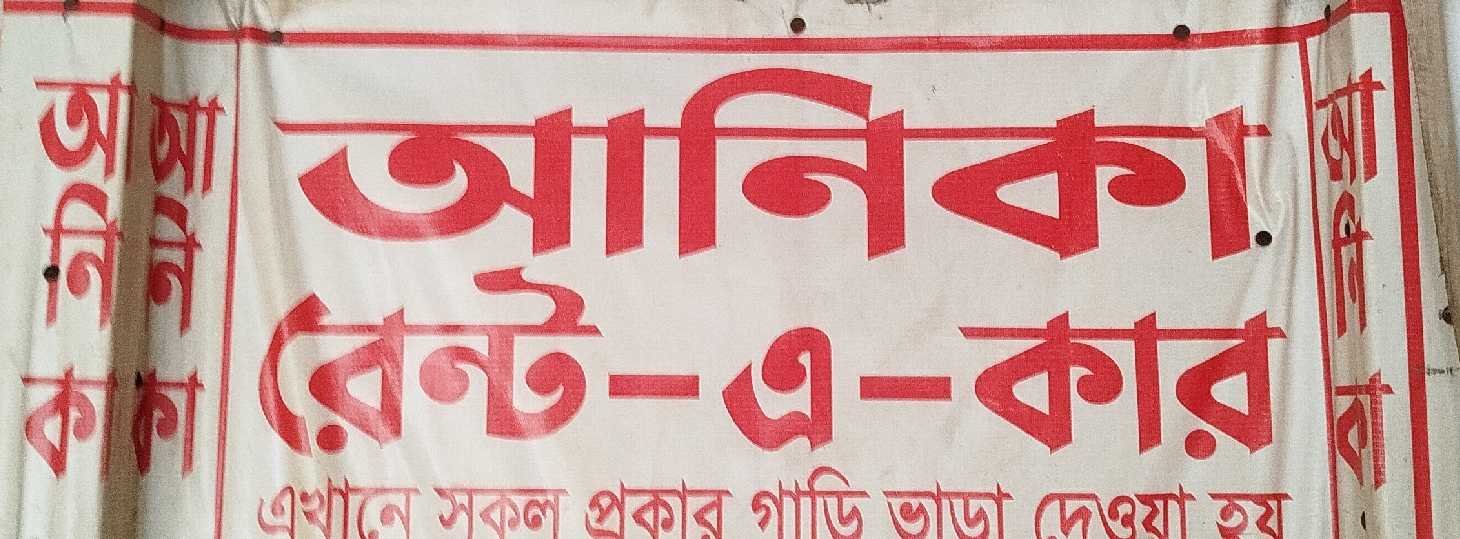 আনিকা
রেন্ট-এ-কার
এখানে সকল প্রকার গাড়ি ভাড়া দেওয়া হয়
আনিকা
আনিকা
আনিকা